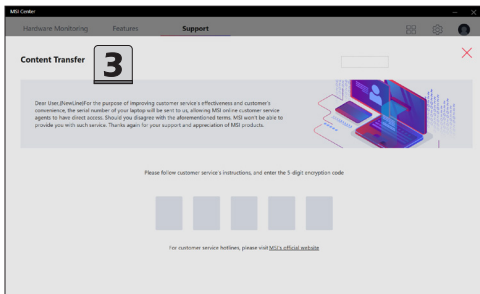 MSI Center
Hardware Monitoring Features Support
Content Transfer
3
Dear User,(NewLine)For the purpose of improving customer service's effectiveness and customer's
convenience, the serial number of your laptop will be sent to us, allowing MSI online customer service
agents to have direct access. Should you disagree with the aforementioned terms, MSI won't be able to
provide you with such service. Thanks again for your support and appreciation of MSI products.
Please follow customer service's instructions, and enter the 5-digit encryption code
For customer service hotlines, please visit MSI's official website